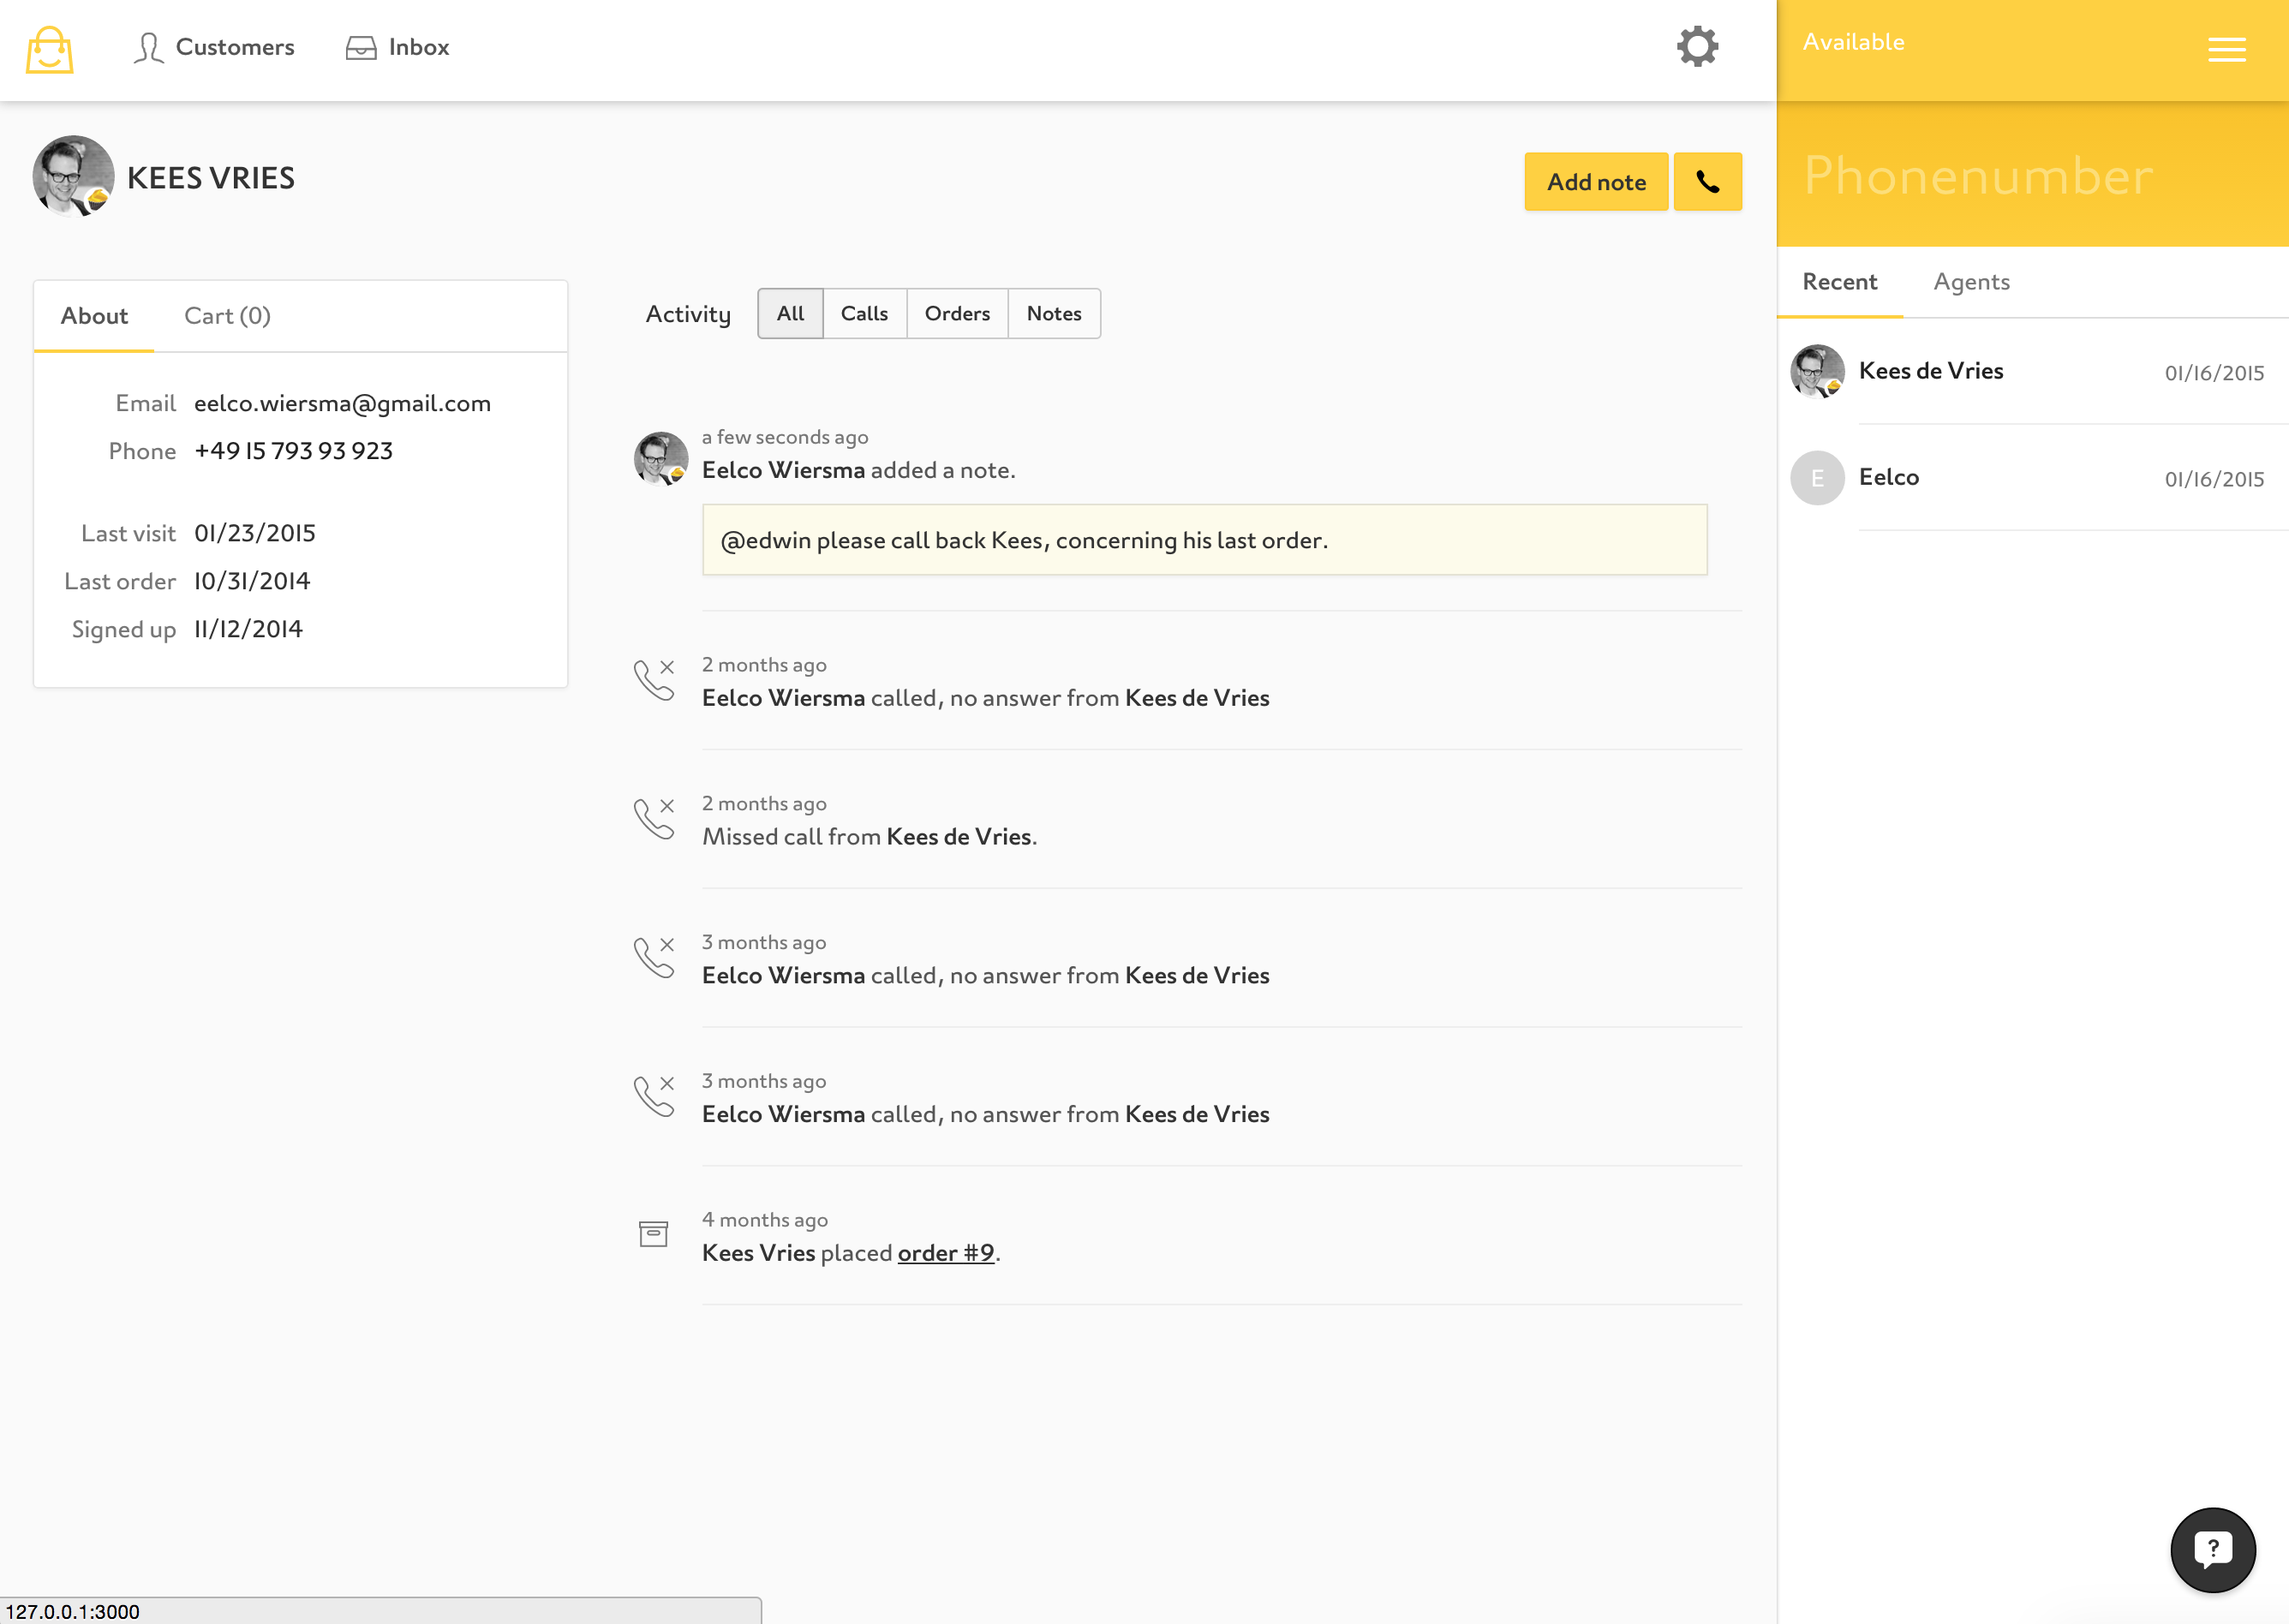 Customers
Inbox
Available
KEES VRIES
Add note
Phonenumber
About
Cart (0)
Email eelco.wiersma@gmail.com
Phone +49 15 793 93 923
Last visit 01/23/2015
Last order 10/31/2014
Signed up 11/12/2014
Activity
All
Calls
Orders
Notes
a few seconds ago
Eelco Wiersma added a note.
@edwin please call back Kees, concerning his last order.
2 months ago
Eelco Wiersma called, no answer from Kees de Vries
2 months ago
Missed call from Kees de Vries.
3 months ago
Eelco Wiersma called, no answer from Kees de Vries
3 months ago
Eelco Wiersma called, no answer from Kees de Vries
4 months ago
Kees Vries placed order #9.
Recent
Agents
Kees de Vries 01/16/2015
E
Eelco 01/16/2015
?
127.0.0.1:3000